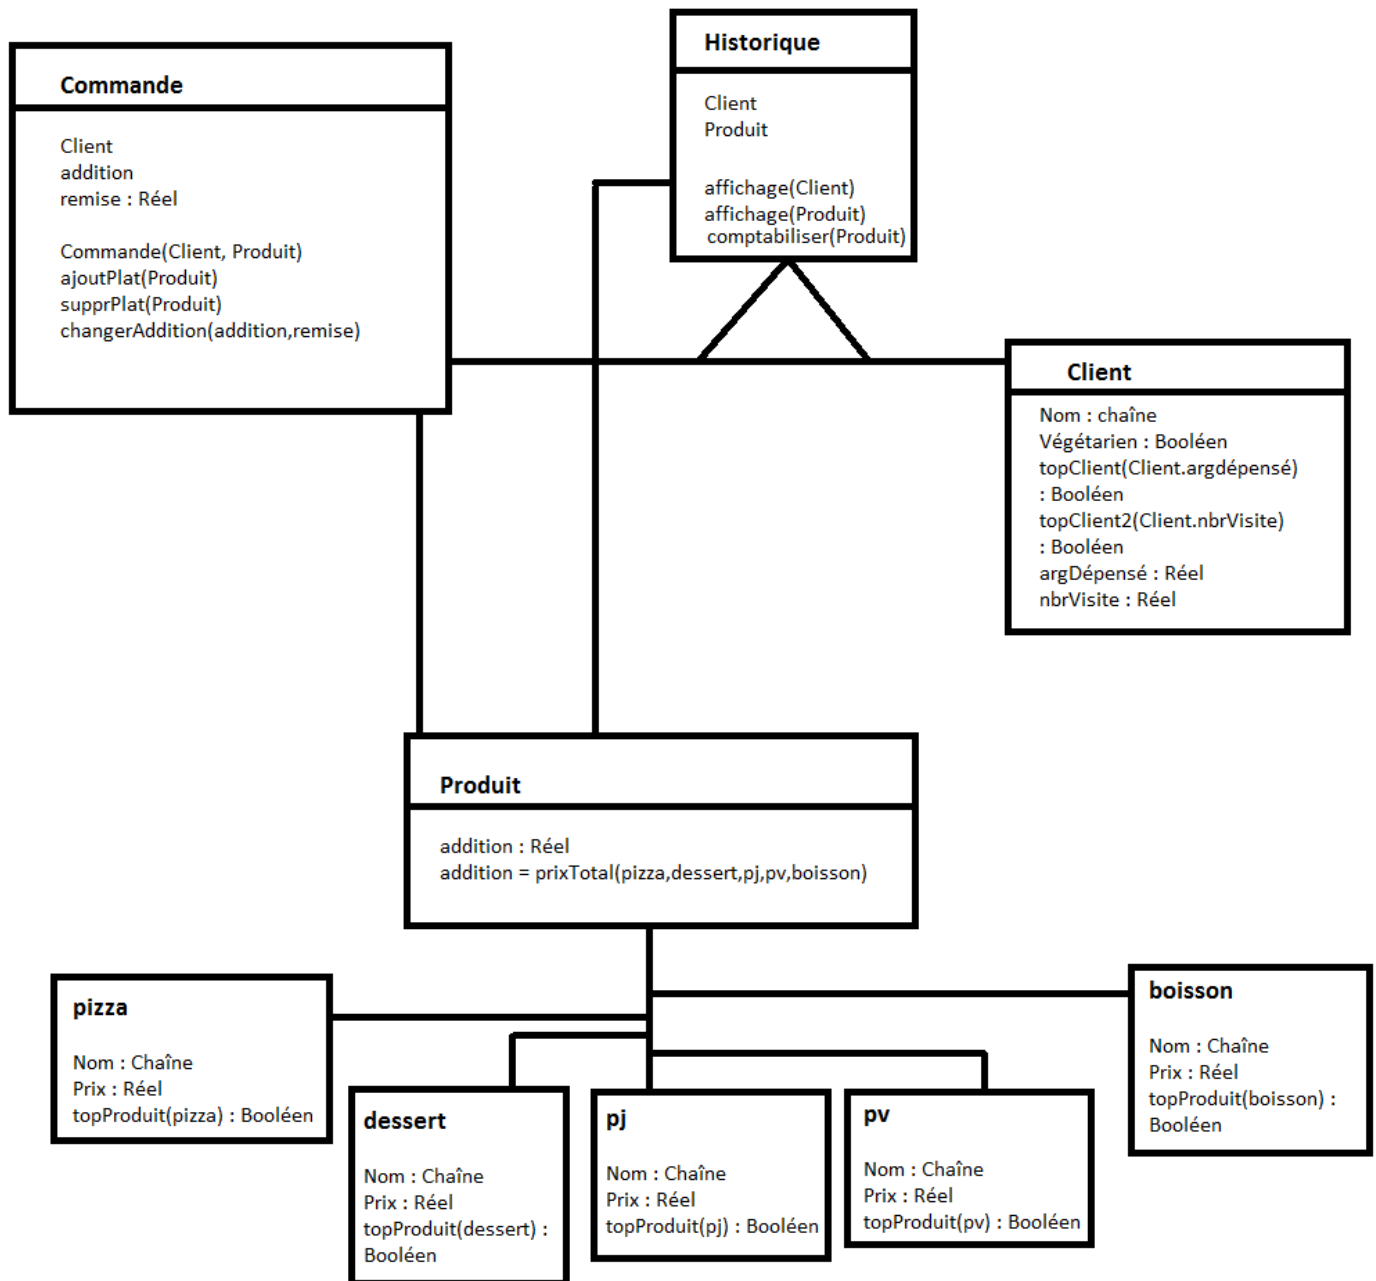 Commande
Client
addition
remise : Réel
Commande(Client, Produit)
ajoutPlat(Produit)
supprPlat(Produit)
changerAddition(addition,remise)
Historique
Client
Produit
affichage(Client)
affichage(Produit)
comptabiliser(Produit)
Client
Nom : chaîne
Végétarien : Booléen
topClient(Client.argdépensé)
: Booléen
topClient2(Client.nbrVisite)
: Booléen
argDépensé : Réel
nbrVisite : Réel
Produit
addition : Réel
addition = prixTotal(pizza,dessert,pj,pv,boisson)
pizza
Nom : Chaîne
Prix : Réel
topProduit(pizza) : Booléen
dessert
Nom : Chaîne
Prix : Réel
topProduit(dessert) :
Booléen
pj
Nom : Chaîne
Prix : Réel
topProduit(pj) : Booléen
pv
Nom : Chaîne
Prix : Réel
topProduit(pv) : Booléen
boisson
Nom : Chaîne
Prix : Réel
topProduit(boisson) :
Booléen